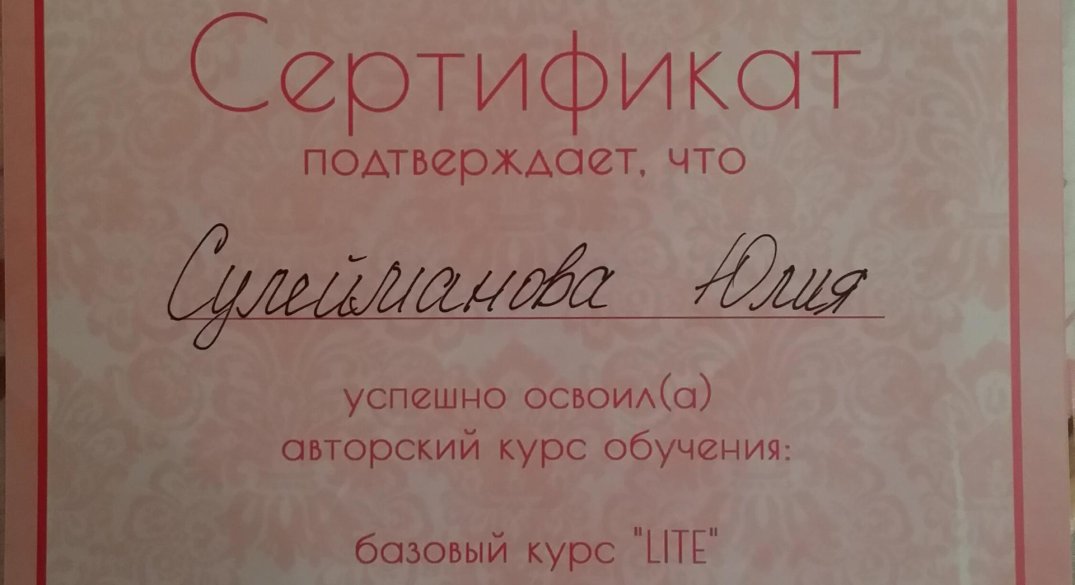 Сертификат
подтверждает, что
Сулейманова Юлия
успешно освоил(а)
авторский курс обучения:
базовый курс "LITE"